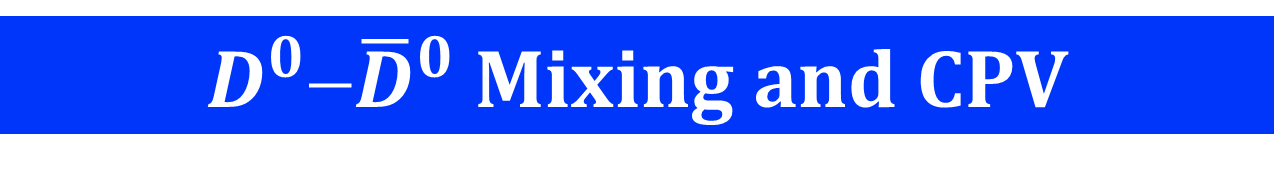 D⁰–D̅⁰ Mixing and CPV